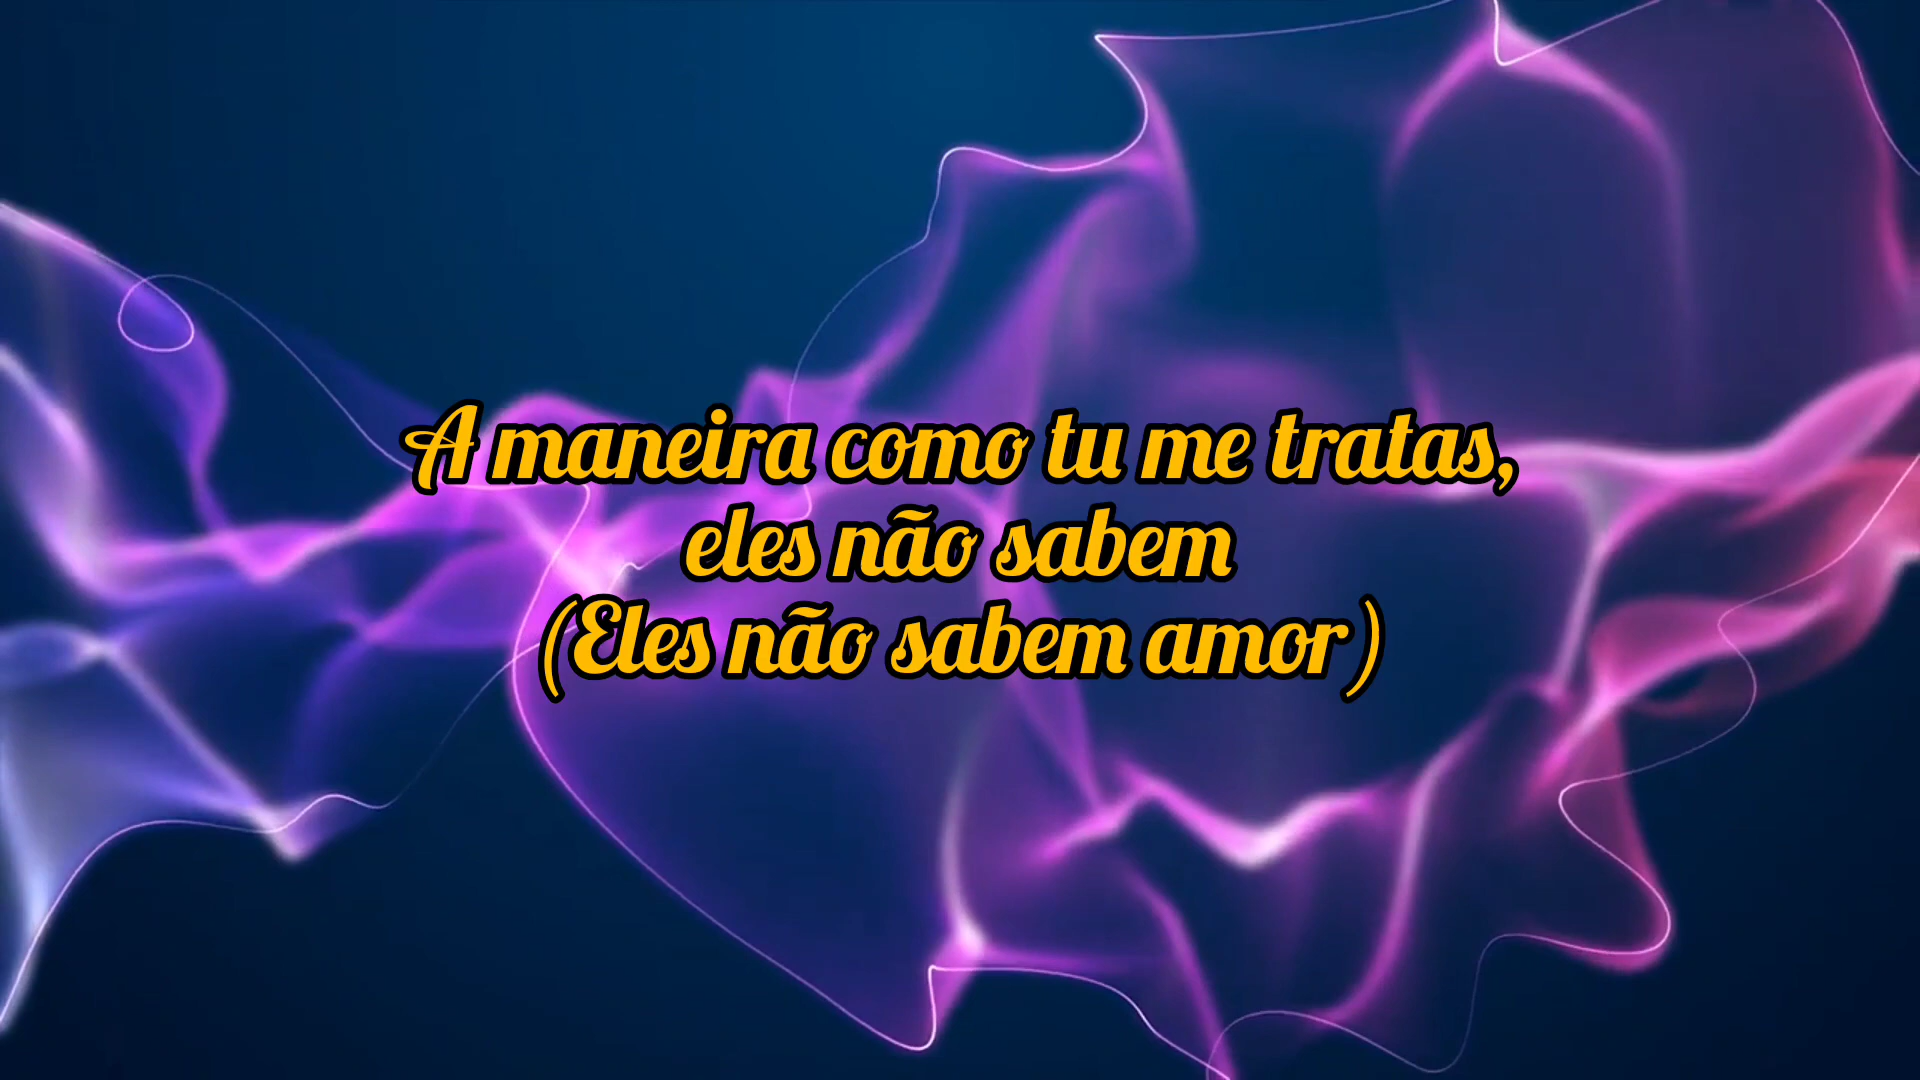 A maneira como tu me tratas,
eles não sabem
(Eles não sabem amor)